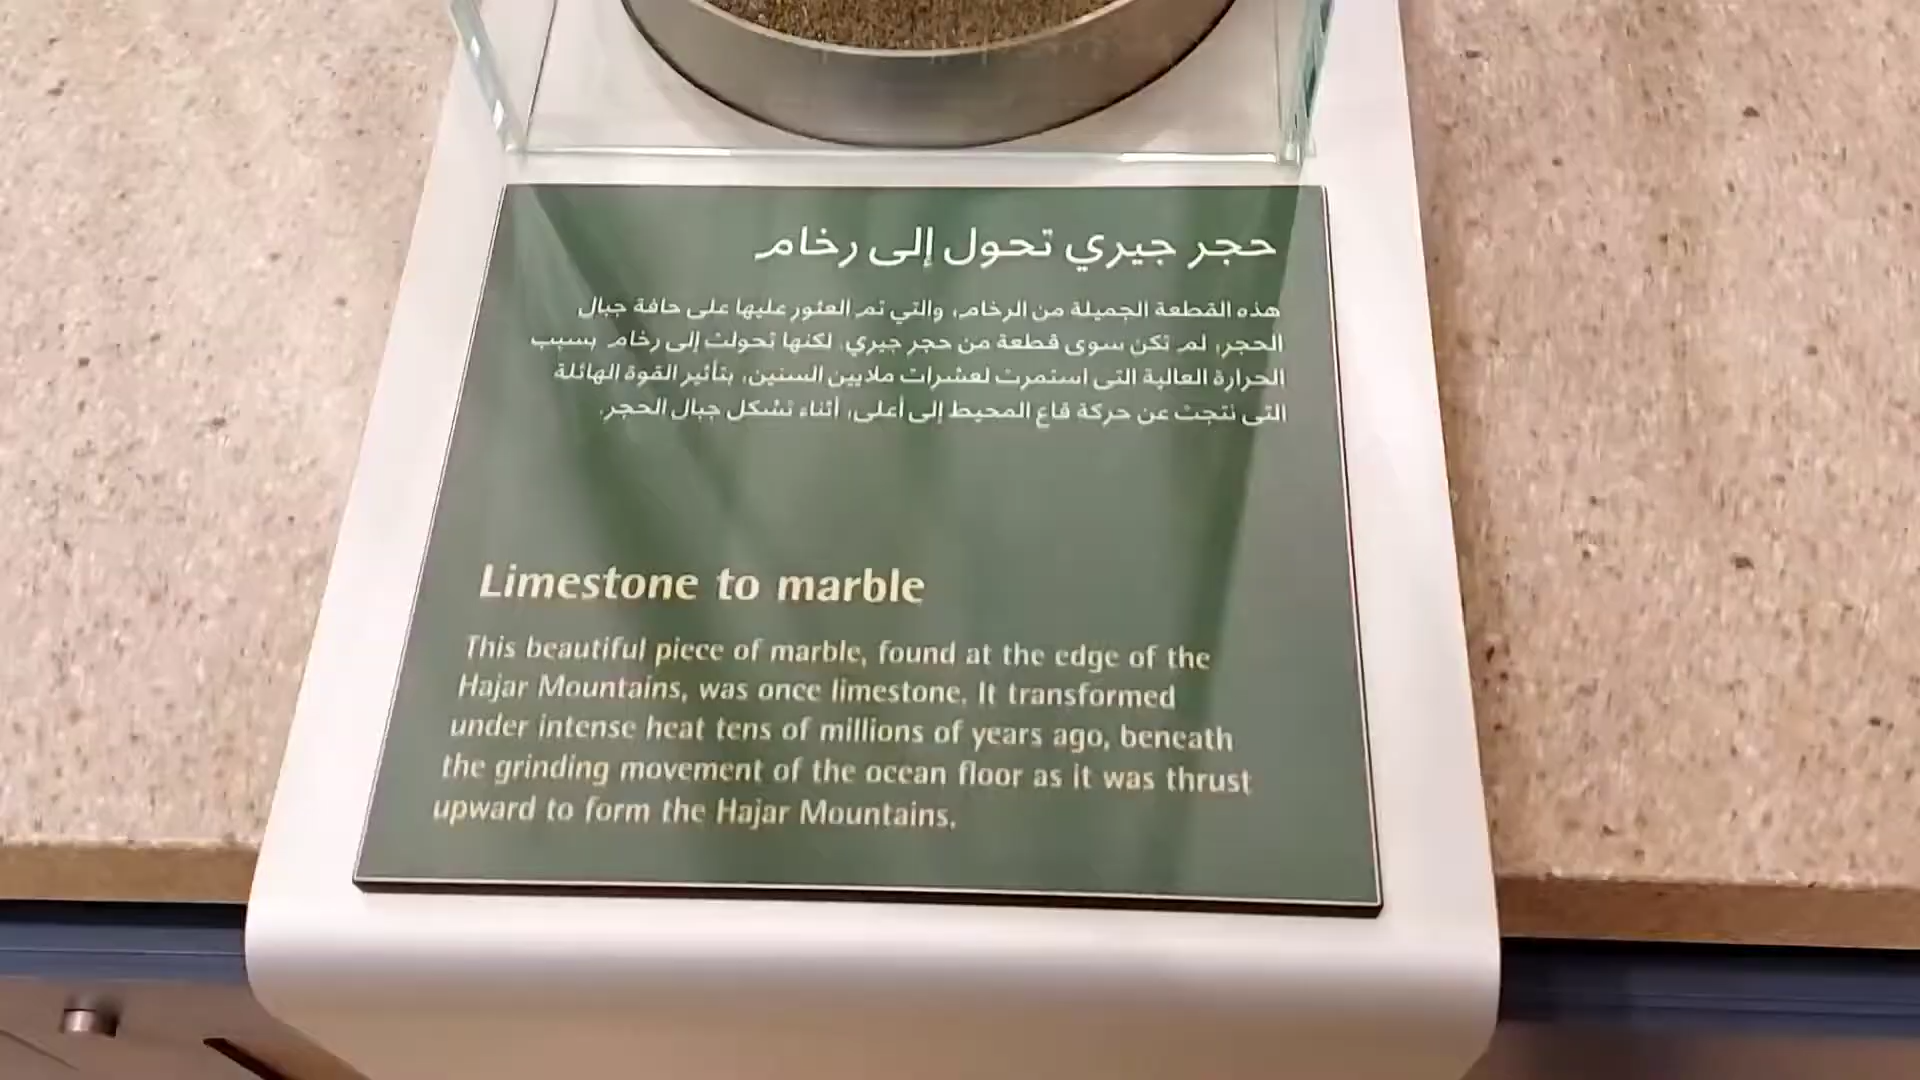 حجر جيري تحول إلى رخام
هذه القطعة الجميلة من الرخام، والتي تم العثور عليها على حافة جبال
الحجر، لم تكن سوى قطعة من حجر جيري. لكنها تحولت إلى رخام بسبب
الحرارة العالية التي استمرت لعشرات ملايين السنين، بتأثير القوة الهائلة
التي نتجت عن حركة قاع المحيط إلى أعلى، أثناء تشكل جبال الحجر.
Limestone to marble
This beautiful piece of marble, found at the edge of the
Hajar Mountains, was once limestone. It transformed
under intense heat tens of millions of years ago, beneath
the grinding movement of the ocean floor as it was thrust
upward to form the Hajar Mountains.